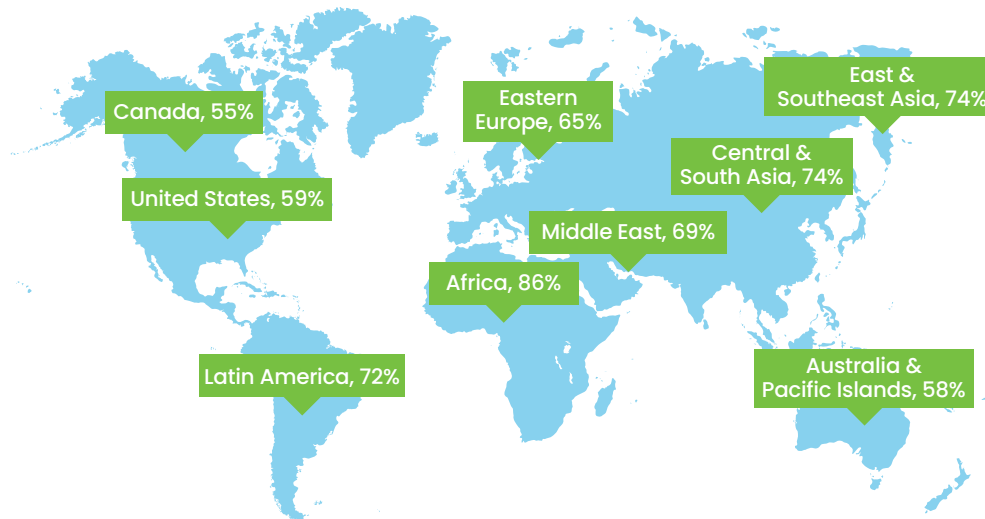 Canada, 55%
United States, 59%
Latin America, 72%
Eastern
Europe, 65%
Middle East, 69%
Africa, 86%
East &
Southeast Asia, 74%
Central &
South Asia, 74%
Australia &
Pacific Islands, 58%